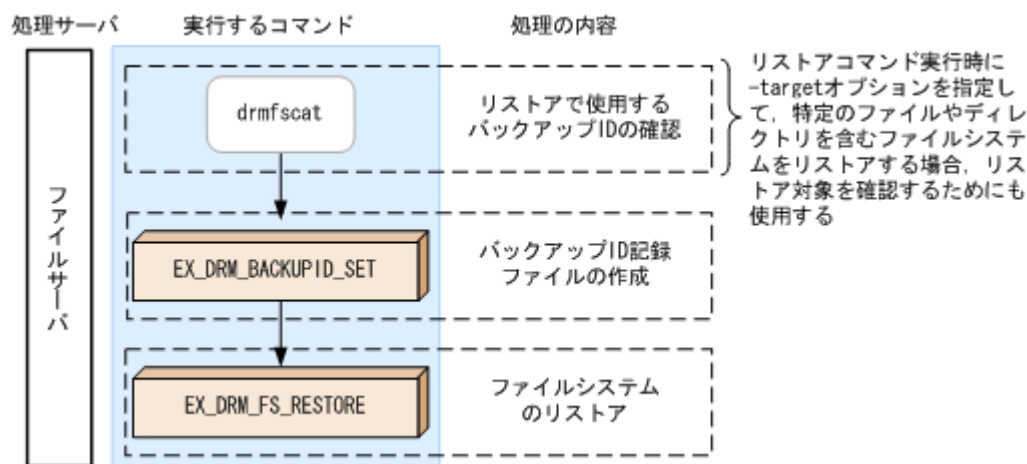 処理サーバ
実行するコマンド
処理の内容
ファイルサーバ
drmfscat
リストアで使用する
バックアップIDの確認
リストアコマンド実行時に
-targetオプションを指定し
て，特定のファイルやディレ
クトリを含むファイルシステ
ムをリストアする場合，リス
トア対象を確認するためにも
使用する
EX_DRM_BACKUPID_SET
バックアップID記録
ファイルの作成
EX_DRM_FS_RESTORE
ファイルシステム
のリストア